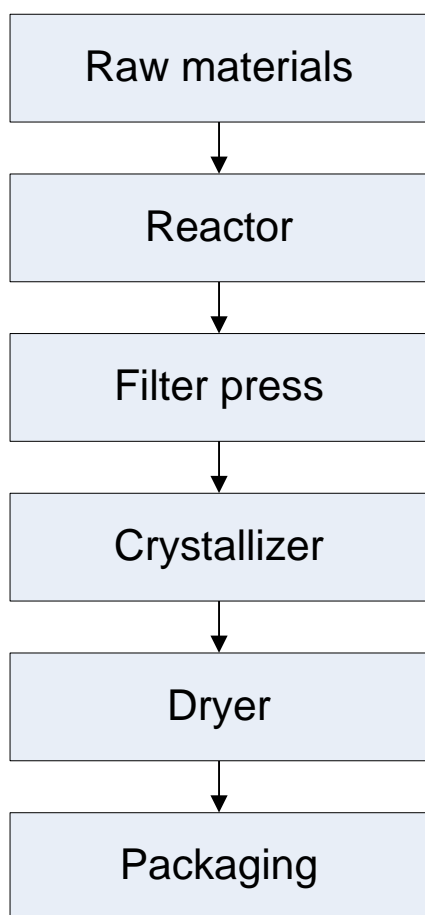 Raw materials
Reactor
Filter press
Crystallizer
Dryer
Packaging